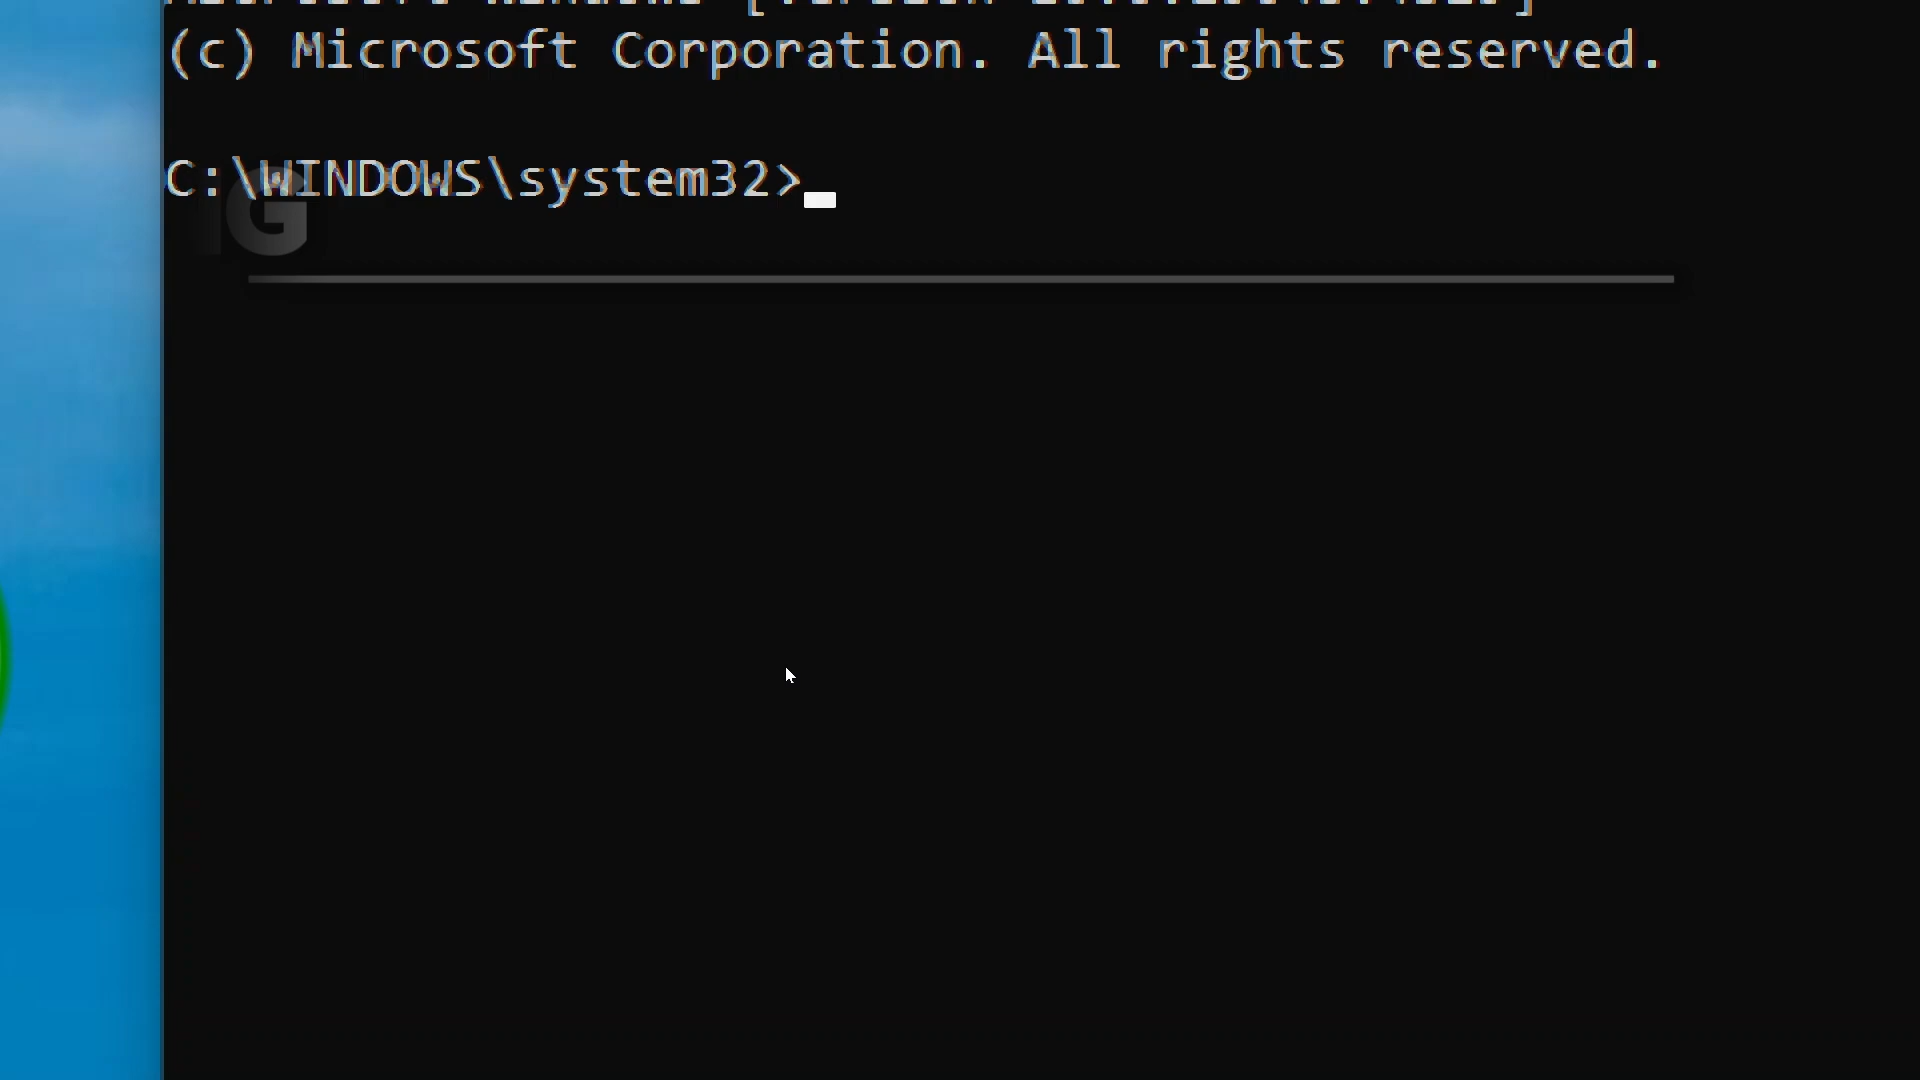 (c) Microsoft Corporation. All rights reserved.
C:\WINDOWS\system32>
G